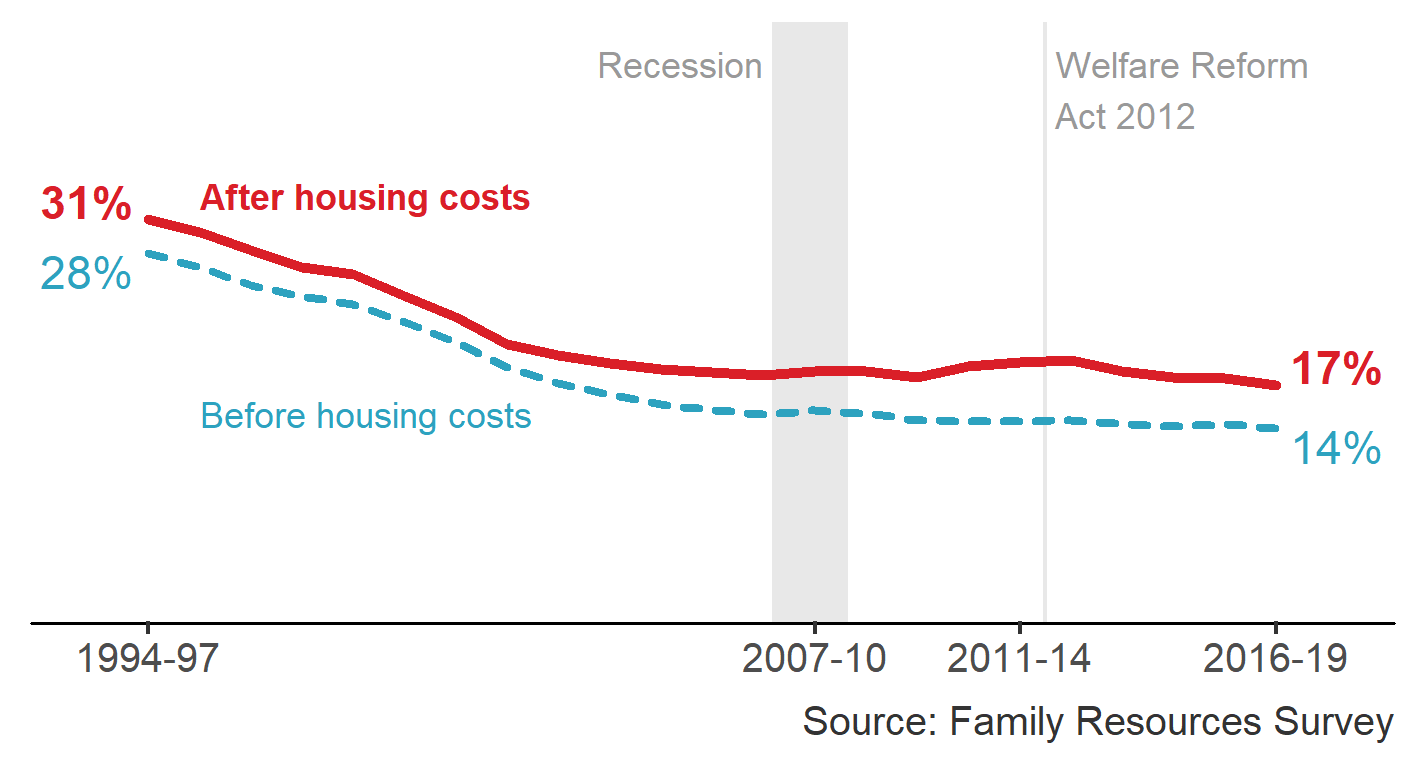 Recession
Welfare Reform
Act 2012
31%
After housing costs
28%
17%
Before housing costs
14%
1994-97
2007-10
2011-14
2016-19
Source: Family Resources Survey